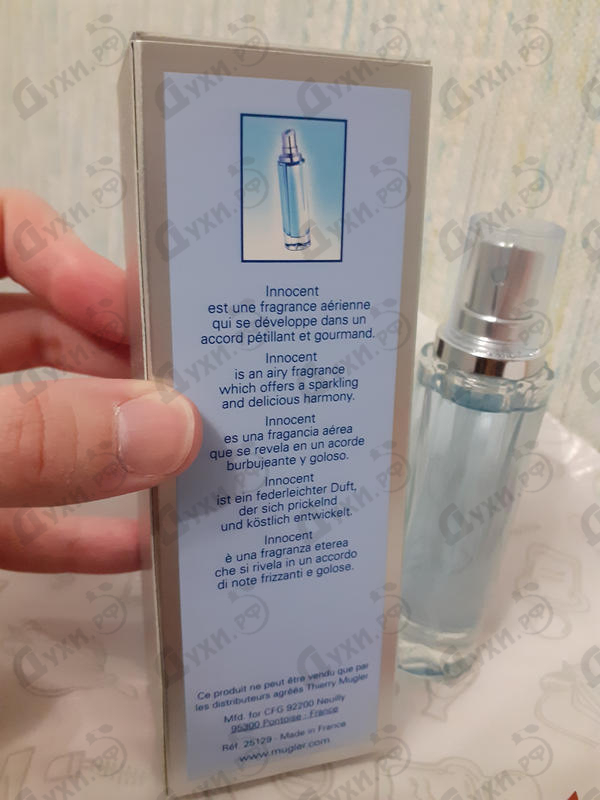 Innocent
est une fragrance aérienne
qui se développe dans un
accord pétillant et gourmand.
Innocent
is an airy fragrance
which offers a sparkling
and delicious harmony.
Innocent
es una fragancia aérea
que se revela en un acorde
burbujeante y goloso.
Innocent
ist ein federleichter Duft,
der sich prickelnd
und köstlich entwickelt.
Innocent
è una fragranza eterea
che si rivela in un accordo
di note frizzanti e golose.
Ce produit ne peut être vendu que par
les distributeurs agréés Thierry Mugler
Mfd. for CFG 92200 Neuilly
95300 Pontoise - France
Réf. 25129 - Made in France
www.mugler.com
Духи.рф